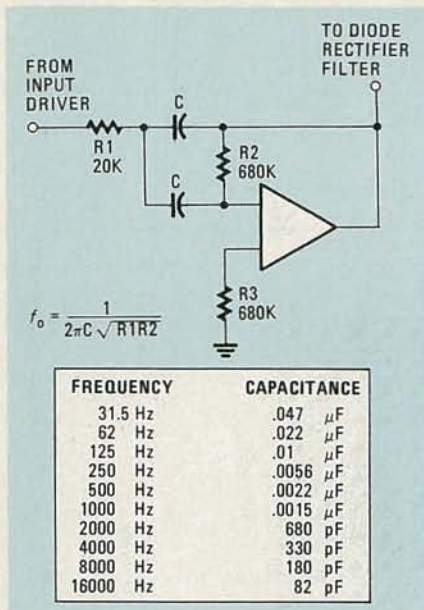 FROM
INPUT
DRIVER
TO DIODE
RECTIFIER
FILTER
R1
20K
C
C
R2
680K
R3
680K
f₀ = 1 / 2πC √R1R2
FREQUENCY CAPACITANCE
31.5 Hz .047 μF
62 Hz .022 μF
125 Hz .01 μF
250 Hz .0056 μF
500 Hz .0022 μF
1000 Hz .0015 μF
2000 Hz 680 pF
4000 Hz 330 pF
8000 Hz 180 pF
16000 Hz 82 pF